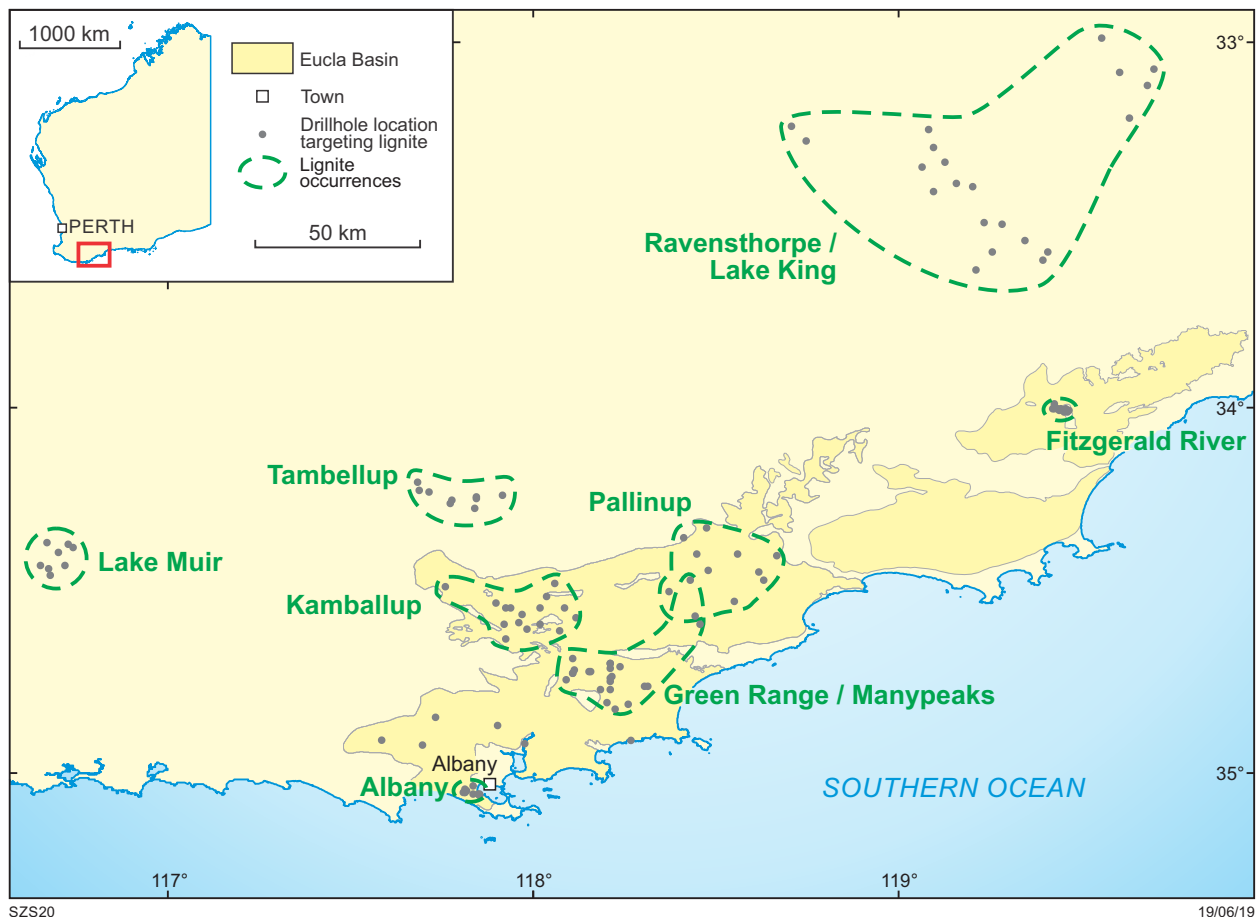 1000 km
PERTH
Eucla Basin
Town
Drillhole location
targeting lignite
Lignite
occurrences
50 km
33°
Ravensthorpe /
Lake King
34°
Fitzgerald River
Tambellup
Pallinup
Lake Muir
Kamballup
Green Range / Manypeaks
Albany
Albany
SOUTHERN OCEAN
35°
117°
118°
119°
SZS20
19/06/19